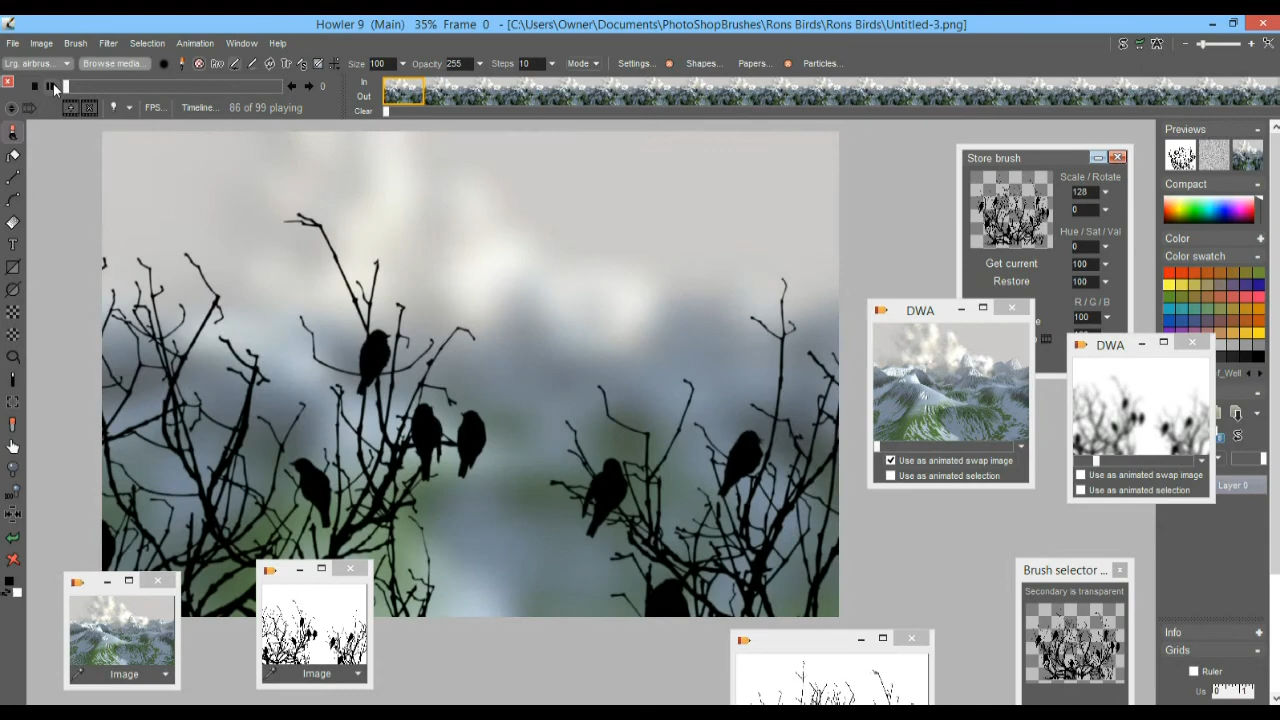 Howler 9 (Main) 35% Frame 0 - [C:\Users\Owner\Documents\PhotoShopBrushes\Rons Birds\Rons Birds\Untitled-3.png]
File Image Brush Filter Selection Animation Window Help
Lrg. airbrus... Browse media... Size 100 Opacity 255 Steps 10 Mode Settings... Shapes... Papers... Particles...
0 In
Out
FPS... Timeline... 86 of 99 playing Clear
Previews
Store brush
Scale / Rotate
128
Compact
0
Hue / Sat / Val
Color
0
Color swatch
Get current 100
Restore 100
R / G / B
DWA
100
DWA
Use as animated swap image
Use as animated selection
Use as animated swap image
Use as animated selection
Layer 0
Brush selector ...
Secondary is transparent
Info
Grids
Image
Image
Ruler
Us 0 1